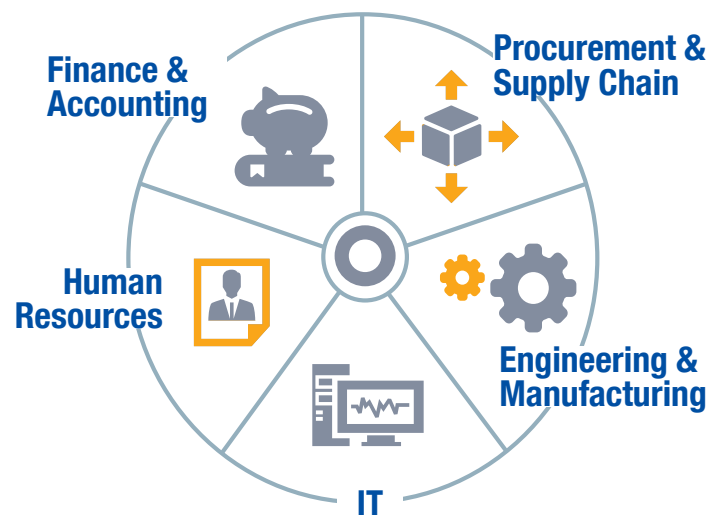 Finance &
Accounting
Procurement &
Supply Chain
Human
Resources
Engineering &
Manufacturing
IT